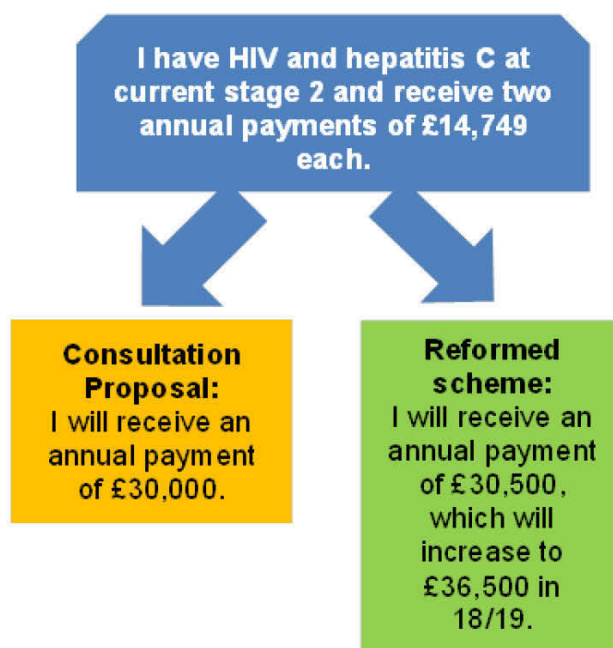 I have HIV and hepatitis C at
current stage 2 and receive two
annual payments of £14,749
each.
Consultation
Proposal:
I will receive an
annual payment
of £30,000.
Reformed
scheme:
I will receive an
annual payment
of £30,500,
which will
increase to
£36,500 in
18/19.